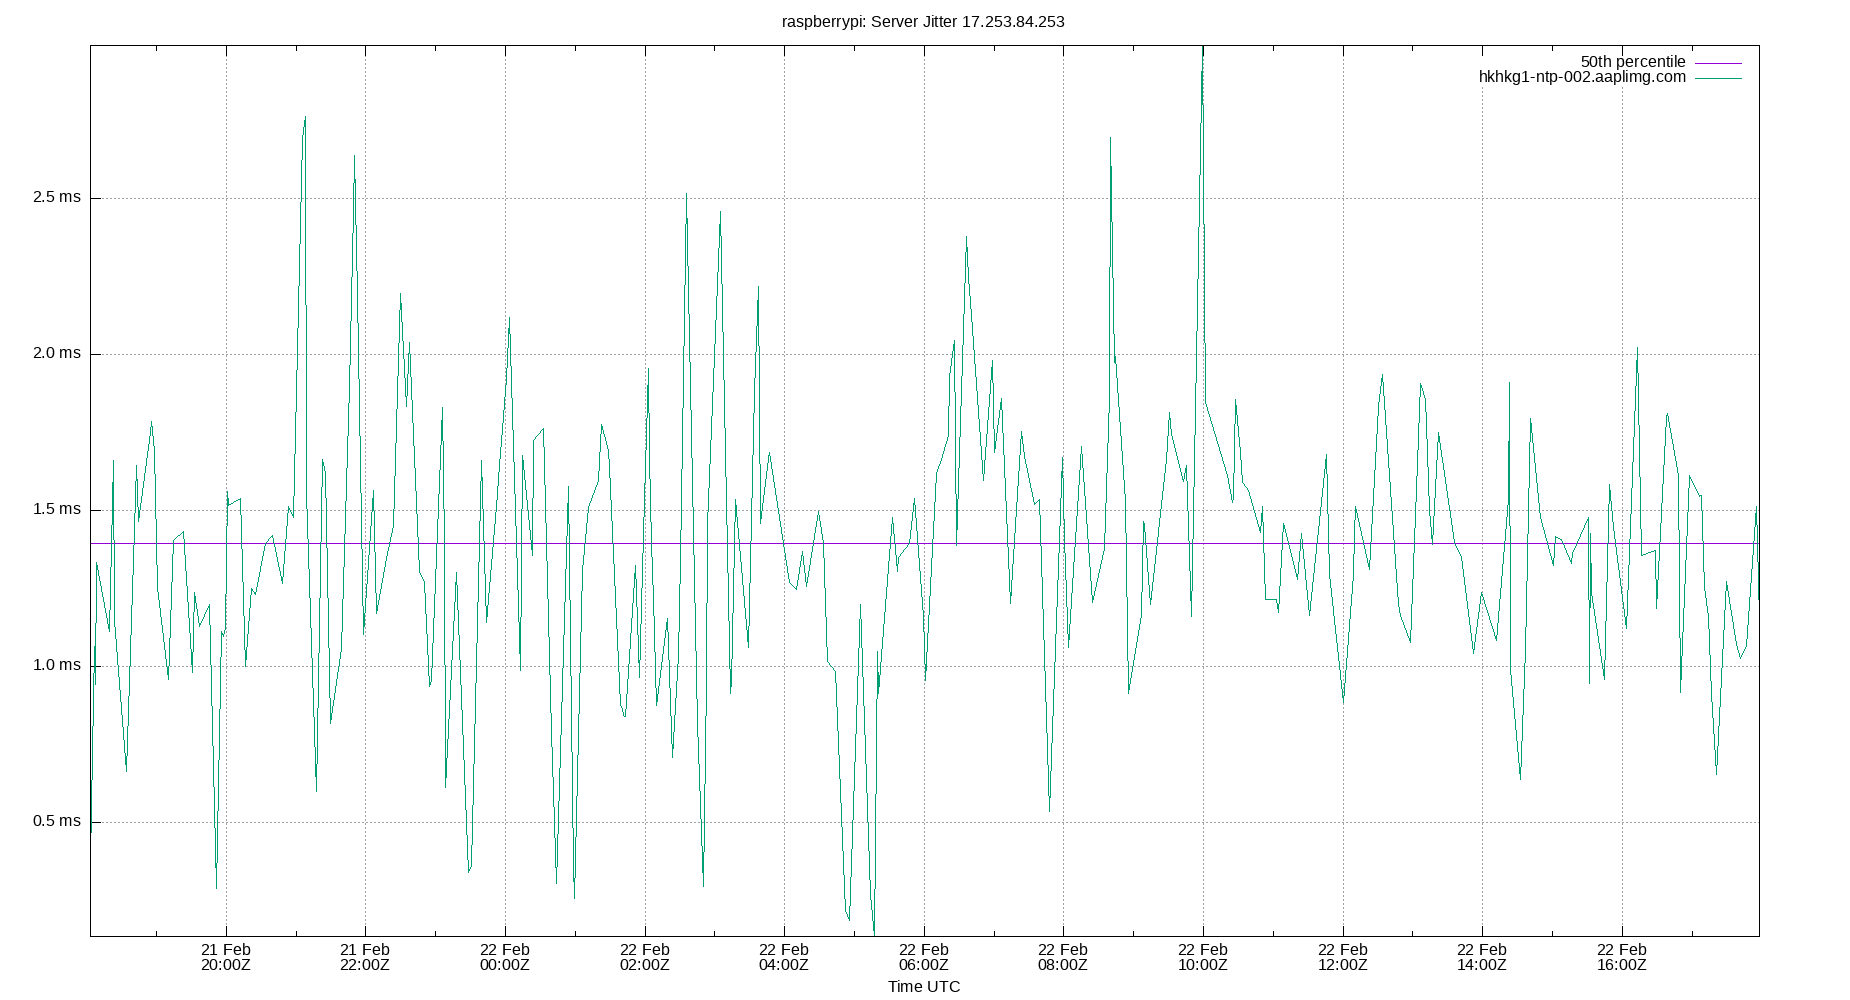 raspberrypi: Server Jitter 17.253.84.253
50th percentile
hkhkg1-ntp-002.aaplimg.com
2.5 ms
2.0 ms
1.5 ms
1.0 ms
0.5 ms
21 Feb 21 Feb 22 Feb 22 Feb 22 Feb 22 Feb 22 Feb 22 Feb 22 Feb 22 Feb 22 Feb
20:00Z 22:00Z 00:00Z 02:00Z 04:00Z 06:00Z 08:00Z 10:00Z 12:00Z 14:00Z 16:00Z
Time UTC